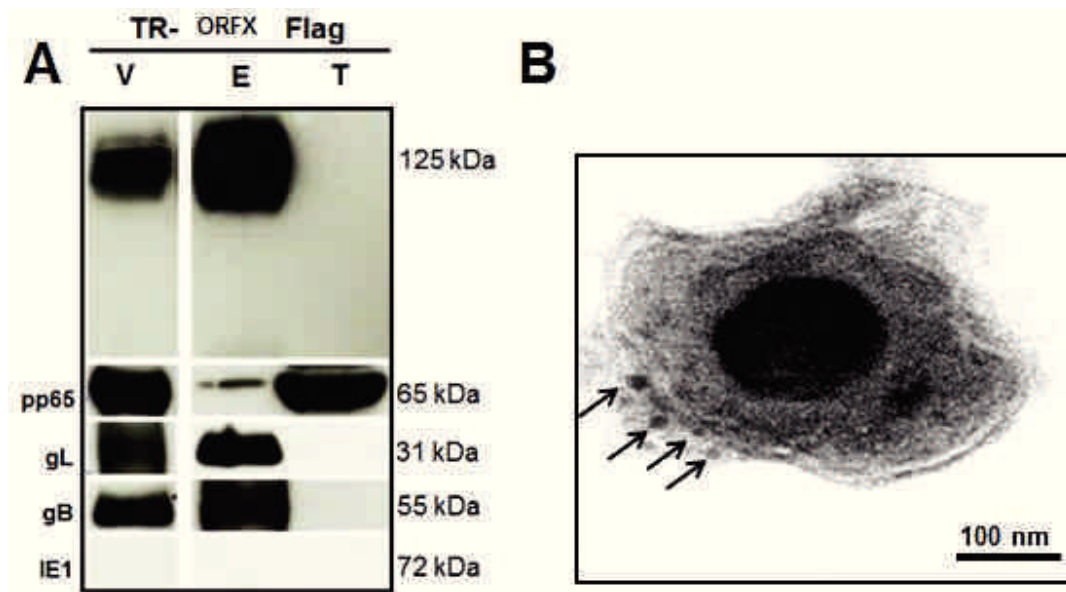 TR- ORFX Flag
A
V E T
125 kDa
pp65 65 kDa
gL 31 kDa
gB 55 kDa
IE1 72 kDa
B
100 nm